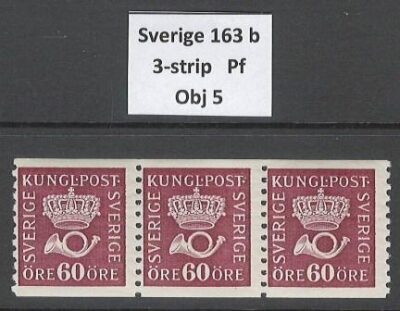 Sverige 163 b
3-strip Pf
Obj 5
KUNGL·POST· KUNGL·POST· KUNGL·POST·
SVERIGE SVERIGE SVERIGE SVERIGE SVERIGE SVERIGE
ÖRE 60 ÖRE ÖRE 60 ÖRE ÖRE 60 ÖRE